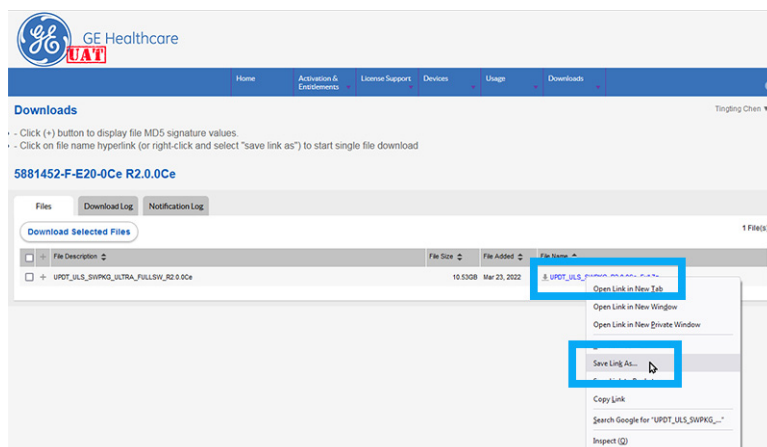 GE Healthcare
UAT
Home Activation & Entitlements License Support Devices Usage Downloads
Downloads
Tingting Chen
- Click (+) button to display file MD5 signature values.
- Click on file name hyperlink (or right-click and select "save link as") to start single file download
5881452-F-E20-0Ce R2.0.0Ce
Files Download Log Notification Log
Download Selected Files
1 File(s)
+ File Description File Size File Added File Name
+ UPDT_ULS_SWPKG_ULTRA_FULLSW_R2.0.0Ce 10.53GB Mar 23, 2022
Open Link in New Tab
Open Link in New Window
Open Link in New Private Window
Save Link As...
Copy Link
Search Google for "UPDT_ULS_SWPKG_..."
Inspect (Q)